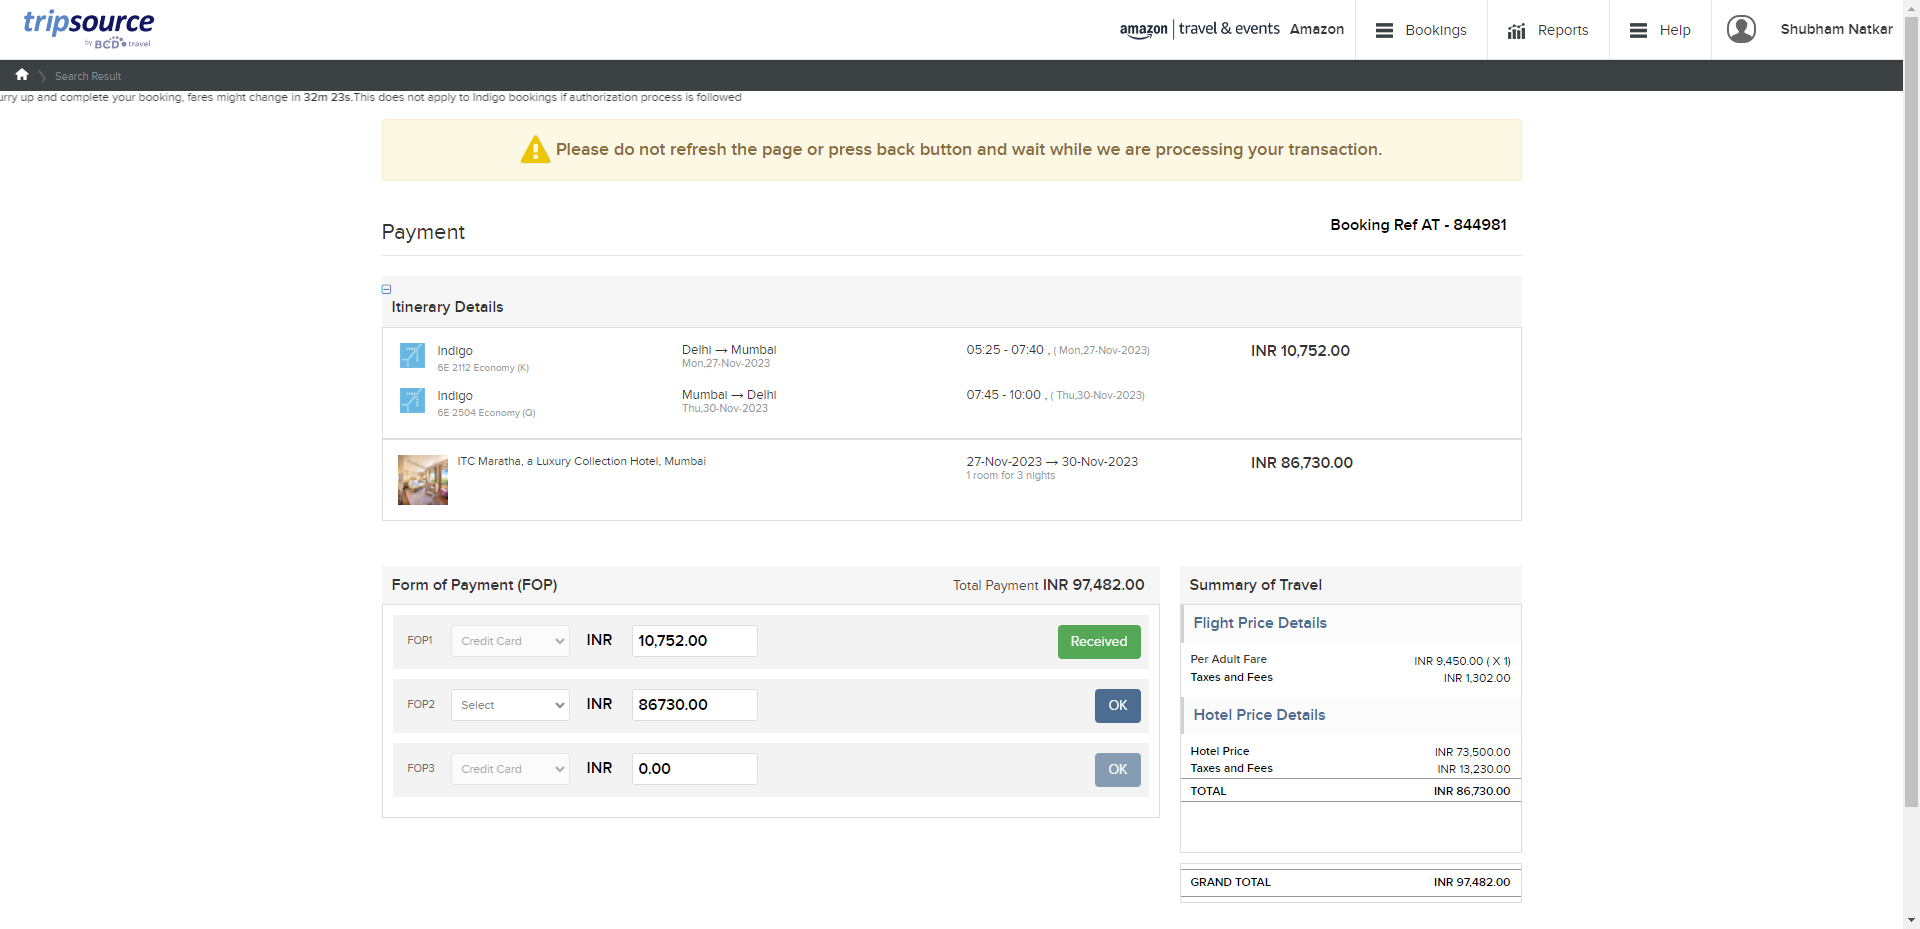 tripsource
by BCD travel
amazon | travel & events Amazon
Bookings
Reports
Help
Shubham Natkar
Search Result
urry up and complete your booking, fares might change in 32m 23s.This does not apply to Indigo bookings if authorization process is followed
Please do not refresh the page or press back button and wait while we are processing your transaction.
Payment
Booking Ref AT - 844981
Itinerary Details
Indigo Delhi → Mumbai 05:25 - 07:40 , ( Mon,27-Nov-2023) INR 10,752.00
6E 2112 Economy (K) Mon,27-Nov-2023
Indigo Mumbai → Delhi 07:45 - 10:00 , ( Thu,30-Nov-2023)
6E 2504 Economy (Q) Thu,30-Nov-2023
ITC Maratha, a Luxury Collection Hotel, Mumbai 27-Nov-2023 → 30-Nov-2023 INR 86,730.00
1 room for 3 nights
Form of Payment (FOP) Total Payment INR 97,482.00
FOP1 Credit Card INR 10,752.00 Received
FOP2 Select INR 86730.00 OK
FOP3 Credit Card INR 0.00 OK
Summary of Travel
Flight Price Details
Per Adult Fare INR 9,450.00 ( X 1)
Taxes and Fees INR 1,302.00
Hotel Price Details
Hotel Price INR 73,500.00
Taxes and Fees INR 13,230.00
TOTAL INR 86,730.00
GRAND TOTAL INR 97,482.00